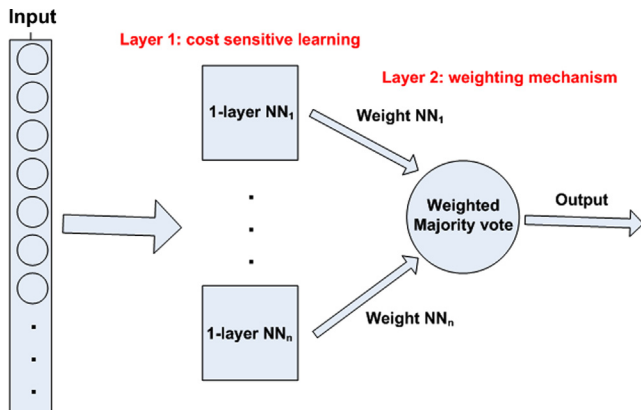 Input
Layer 1: cost sensitive learning
Layer 2: weighting mechanism
1-layer NN₁
Weight NN₁
Weighted
Majority vote
Output
1-layer NNₙ
Weight NNₙ